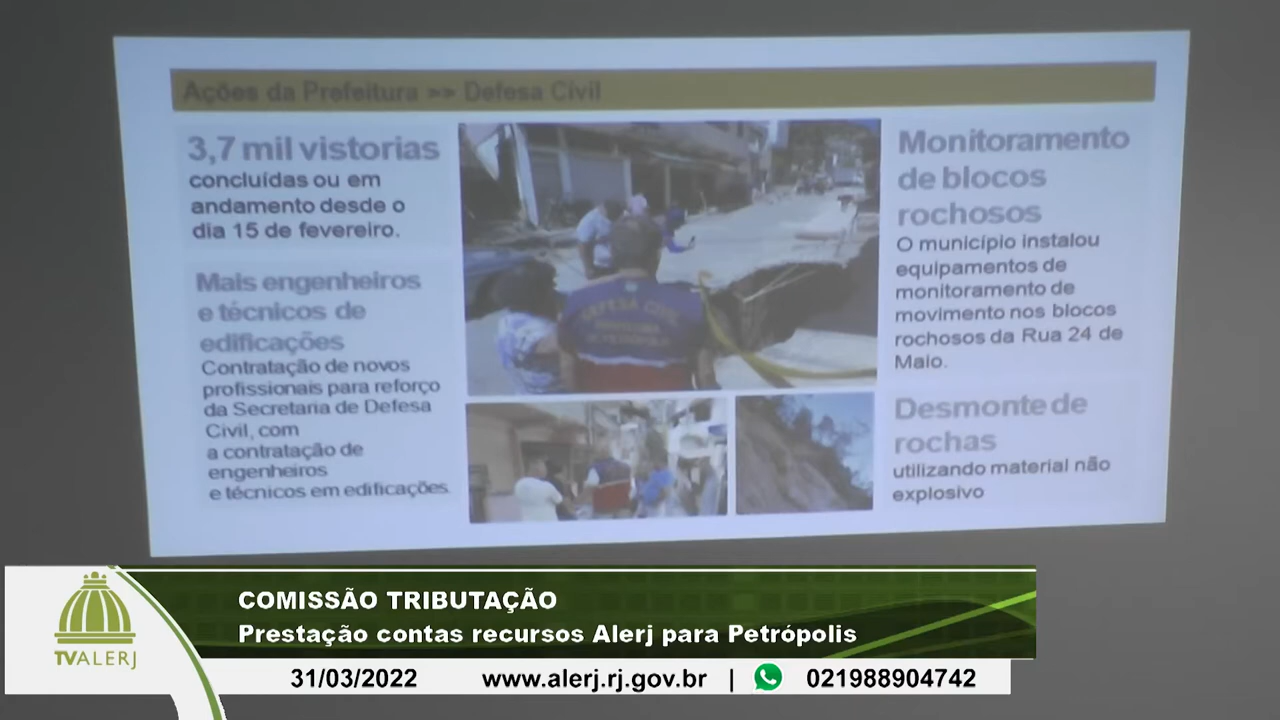 Ações da Prefeitura >> Defesa Civil
3,7 mil vistorias
concluídas ou em
andamento desde o
dia 15 de fevereiro.
Mais engenheiros
e técnicos de
edificações
Contratação de novos
profissionais para reforço
da Secretaria de Defesa
Civil, com
a contratação de
engenheiros
e técnicos em edificações.
DEFESA CIVIL
Monitoramento
de blocos
rochosos
O município instalou
equipamentos de
monitoramento de
movimento nos blocos
rochosos da Rua 24 de
Maio.
Desmonte de
rochas
utilizando material não
explosivo
COMISSÃO TRIBUTAÇÃO
Prestação contas recursos Alerj para Petrópolis
TVALERJ
31/03/2022 www.alerj.rj.gov.br | 021988904742